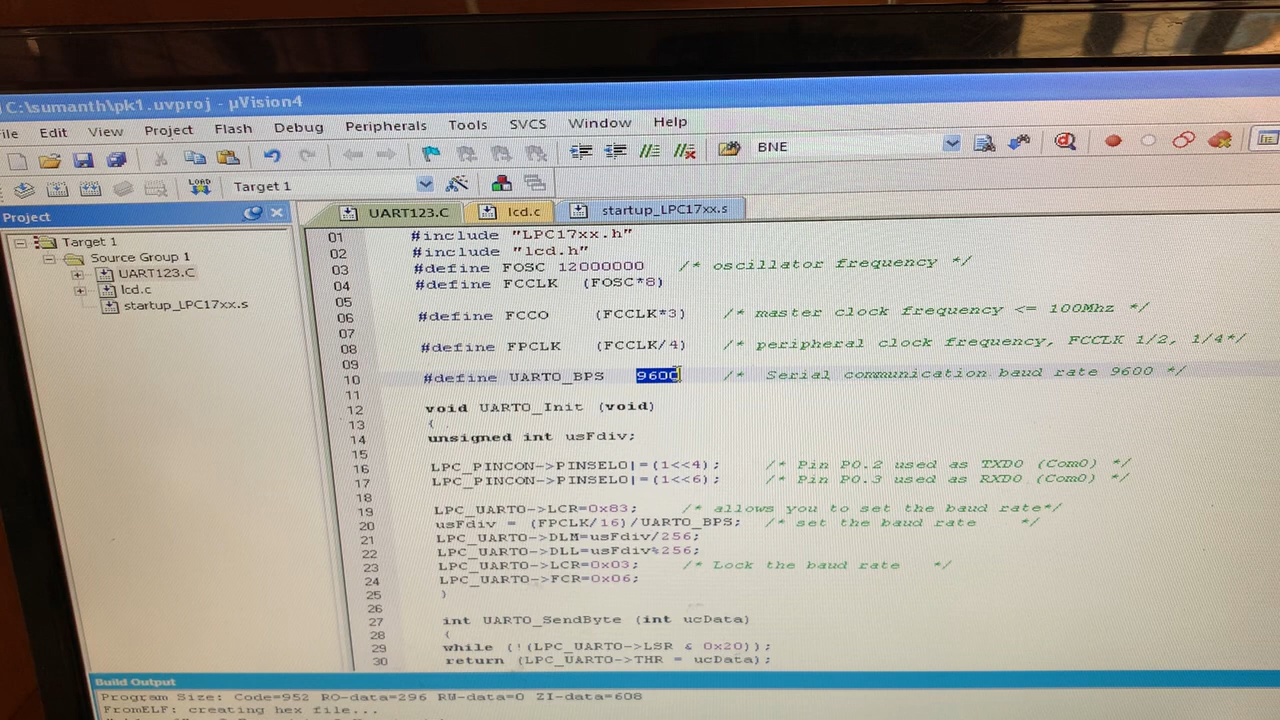 C:\sumanth\pk1.uvproj - µVision4
File Edit View Project Flash Debug Peripherals Tools SVCS Window Help
BNE
LOAD Target 1
Project
UART123.C lcd.c startup_LPC17xx.s
Target 1
Source Group 1
UART123.C
lcd.c
startup_LPC17xx.s
01 #include "LPC17xx.h"
02 #include "lcd.h"
03 #define FOSC 12000000 /* oscillator frequency */
04 #define FCCLK (FOSC*8)
05
06 #define FCCO (FCCLK*3) /* master clock frequency <= 100Mhz */
07
08 #define FPCLK (FCCLK/4) /* peripheral clock frequency, FCCLK 1/2, 1/4*/
09
10 #define UART0_BPS 9600 /* Serial communication baud rate 9600 */
11
12 void UART0_Init (void)
13 {
14 unsigned int usFdiv;
15
16 LPC_PINCON->PINSEL0|=(1<<4); /* Pin P0.2 used as TXD0 (Com0) */
17 LPC_PINCON->PINSEL0|=(1<<6); /* Pin P0.3 used as RXD0 (Com0) */
18
19 LPC_UART0->LCR=0x83; /* allows you to set the baud rate*/
20 usFdiv = (FPCLK/16)/UART0_BPS; /* set the baud rate */
21 LPC_UART0->DLM=usFdiv/256;
22 LPC_UART0->DLL=usFdiv%256;
23 LPC_UART0->LCR=0x03; /* Lock the baud rate */
24 LPC_UART0->FCR=0x06;
25 }
26
27 int UART0_SendByte (int ucData)
28 {
29 while (!(LPC_UART0->LSR & 0x20));
30 return (LPC_UART0->THR = ucData);
Build Output
Program Size: Code=952 RO-data=296 RW-data=0 ZI-data=608
FromELF: creating hex file...